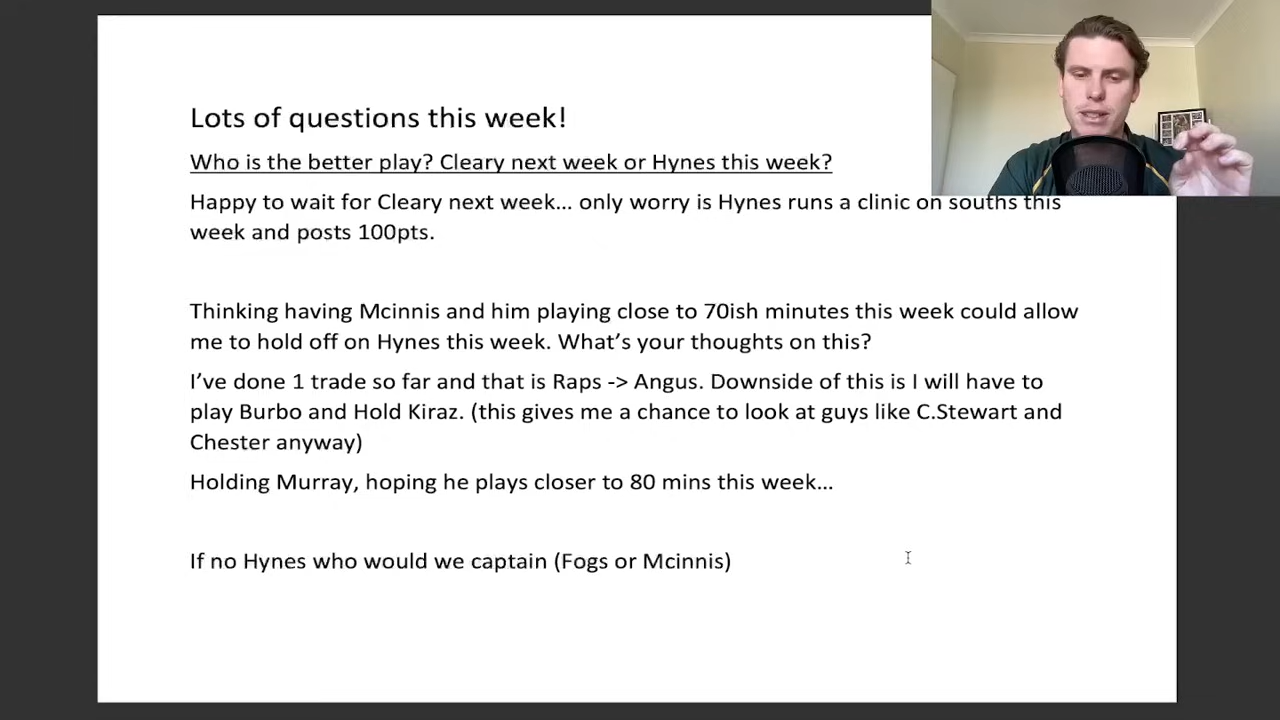 Lots of questions this week!
Who is the better play? Cleary next week or Hynes this week?
Happy to wait for Cleary next week... only worry is Hynes runs a clinic on souths this
week and posts 100pts.
Thinking having Mcinnis and him playing close to 70ish minutes this week could allow
me to hold off on Hynes this week. What's your thoughts on this?
I've done 1 trade so far and that is Raps -> Angus. Downside of this is I will have to
play Burbo and Hold Kiraz. (this gives me a chance to look at guys like C.Stewart and
Chester anyway)
Holding Murray, hoping he plays closer to 80 mins this week...
If no Hynes who would we captain (Fogs or Mcinnis)